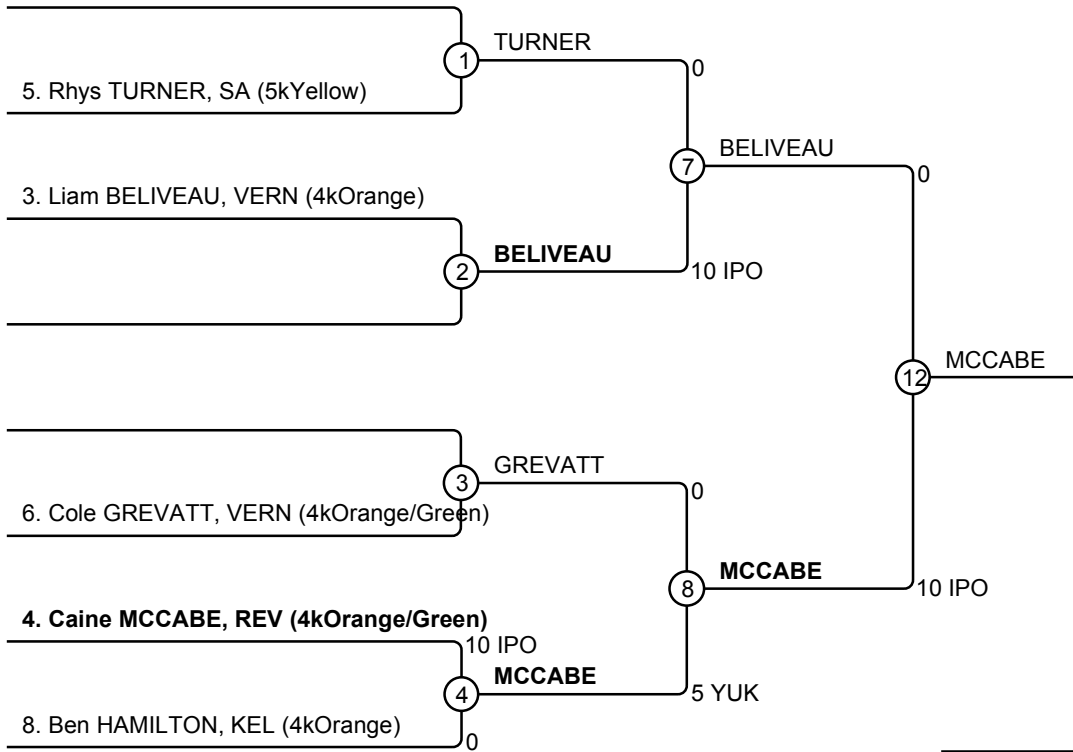 TURNER
1
0
5. Rhys TURNER, SA (5kYellow)
BELIVEAU
7
0
3. Liam BELIVEAU, VERN (4kOrange)
BELIVEAU
2
10 IPO
MCCABE
12
GREVATT
3
0
6. Cole GREVATT, VERN (4kOrange/Green)
MCCABE
8
10 IPO
4. Caine MCCABE, REV (4kOrange/Green)
10 IPO
MCCABE
4
5 YUK
8. Ben HAMILTON, KEL (4kOrange)
0